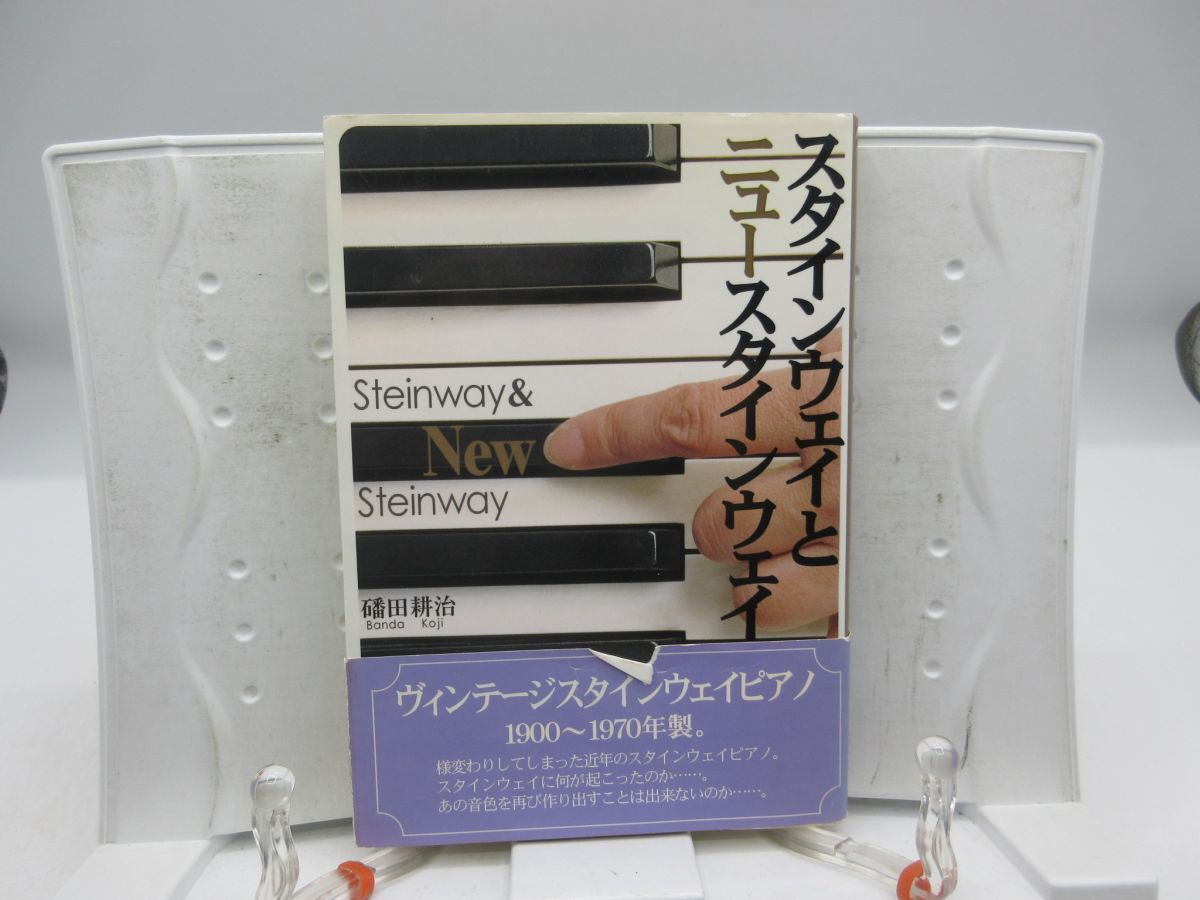 スタインウェイと
ニュースタインウェイ
Steinway &
New
Steinway
磻田耕治
Banda Koji
ヴィンテージスタインウェイピアノ
1900〜1970年製。
様変わりしてしまった近年のスタインウェイピアノ。
スタインウェイに何が起こったのか……。
あの音色を再び作り出すことは出来ないのか……。